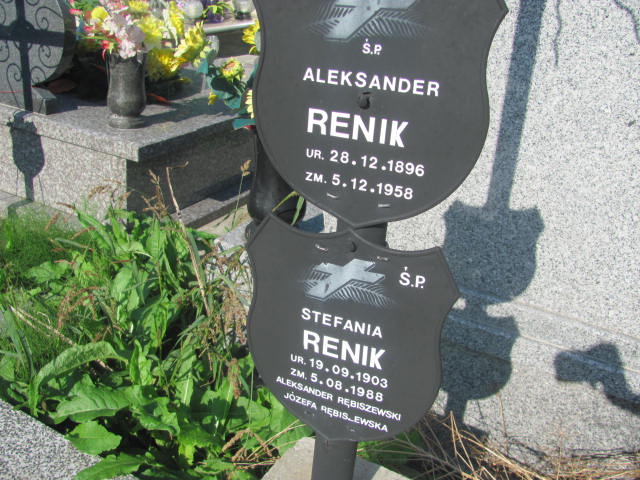 Ś.P.
ALEKSANDER
RENIK
UR. 28.12.1896
ZM. 5.12.1958
Ś.P.
STEFANIA
RENIK
UR. 19.09.1903
ZM. 5.08.1988
ALEKSANDER RĘBISZEWSKI
JÓZEFA